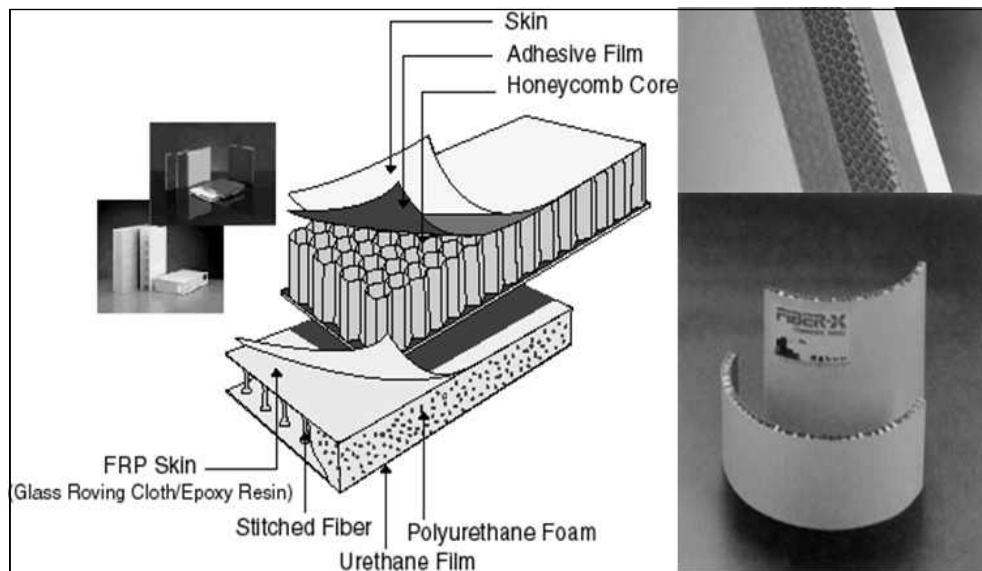 Skin
Adhesive Film
Honeycomb Core
FRP Skin
(Glass Roving Cloth/Epoxy Resin)
Stitched Fiber
Polyurethane Foam
Urethane Film
FIBER-X